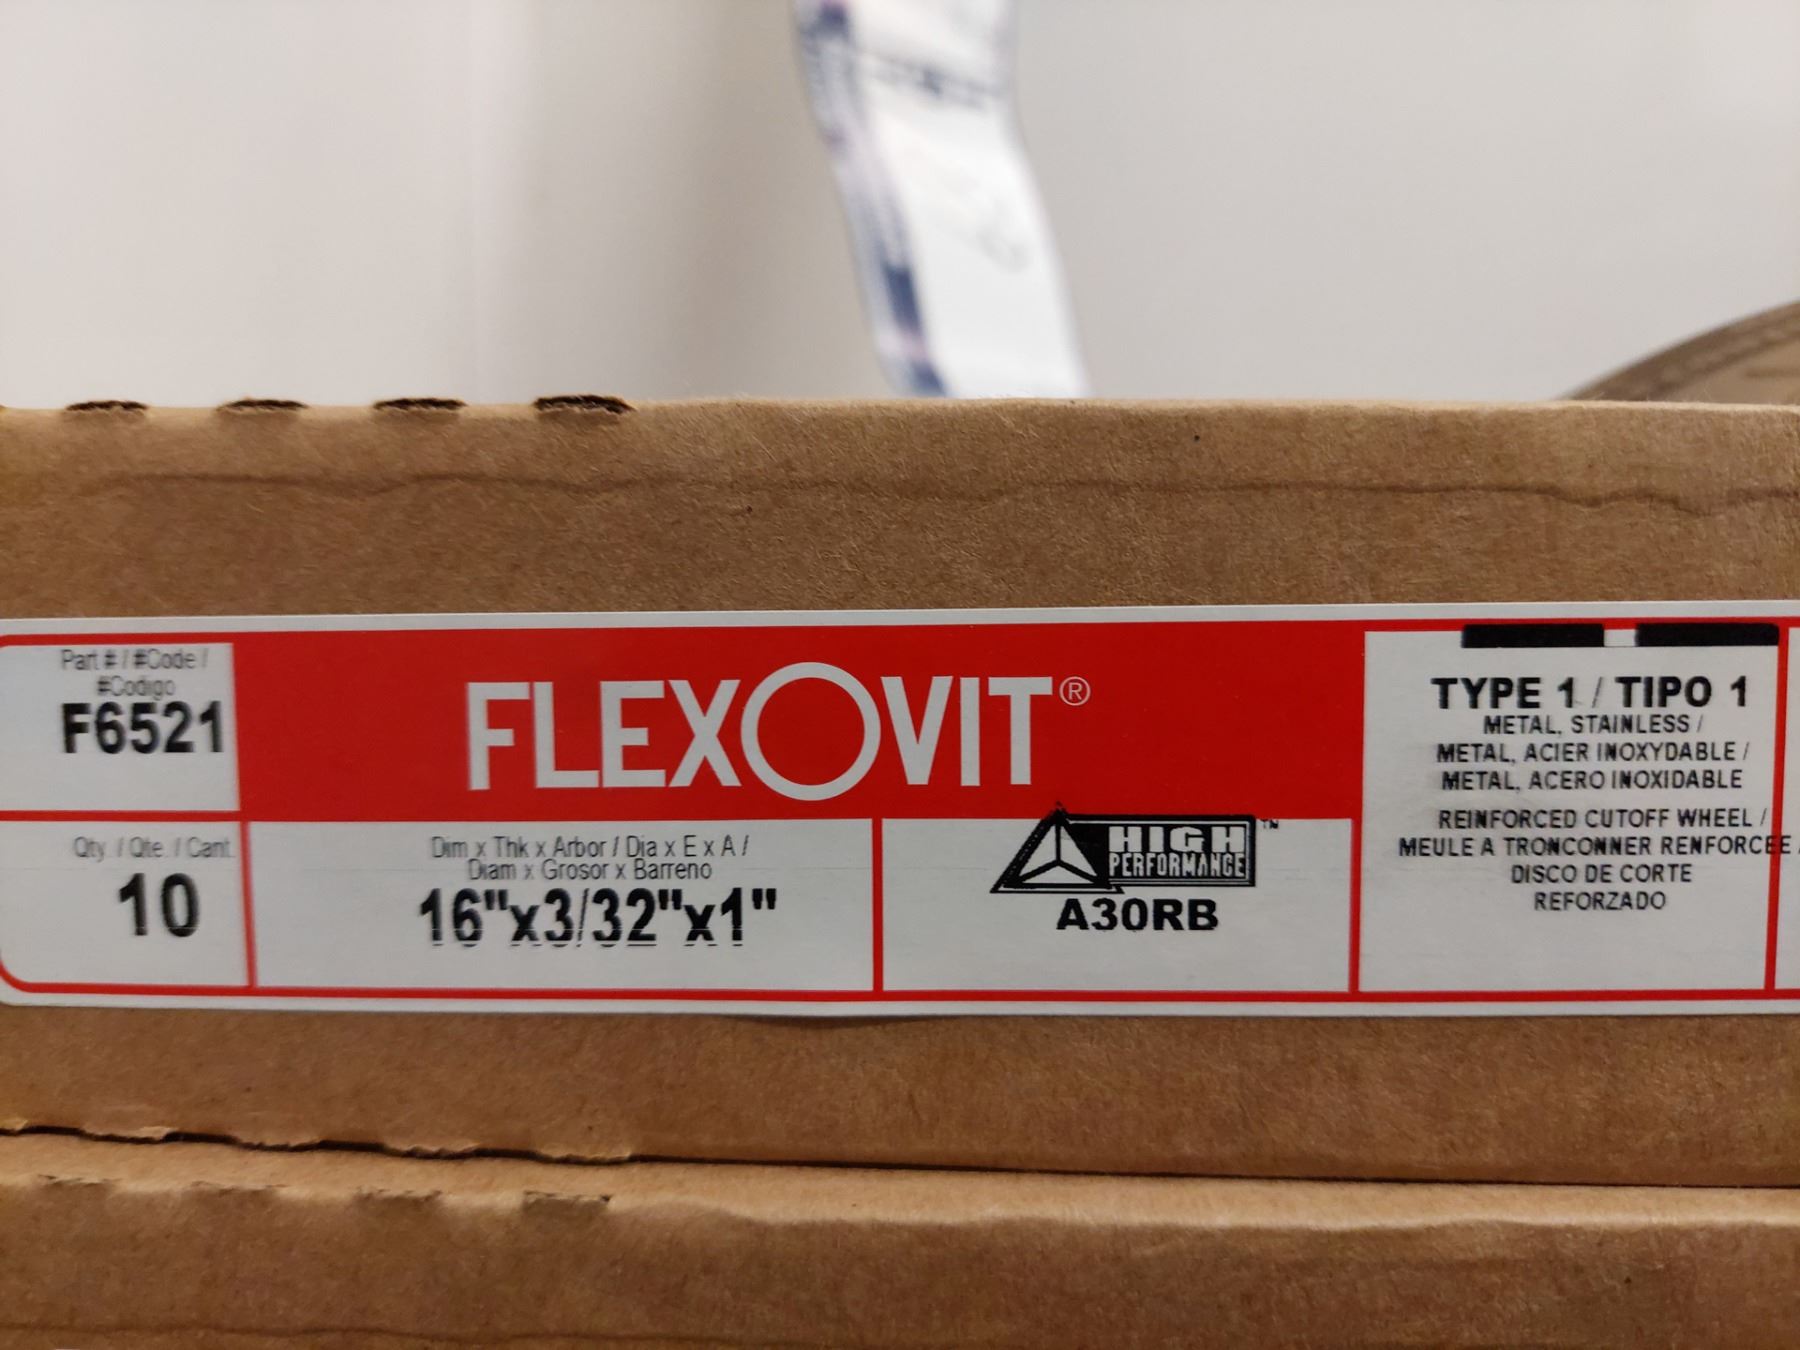 Part # / #Code /
#Codigo
F6521
FLEXOVIT®
TYPE 1 / TIPO 1
METAL, STAINLESS /
METAL, ACIER INOXYDABLE /
METAL, ACERO INOXIDABLE
REINFORCED CUTOFF WHEEL /
MEULE A TRONCONNER RENFORCEE /
DISCO DE CORTE
REFORZADO
Qty. / Qte. / Cant.
10
Dim x Thk x Arbor / Dia x E x A /
Diam x Grosor x Barreno
16"x3/32"x1"
HIGH ™
PERFORMANCE
A30RB